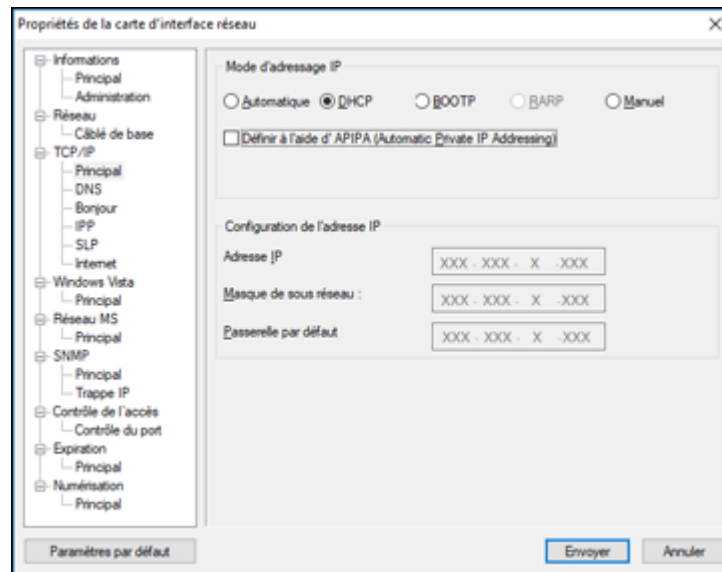 Propriétés de la carte d'interface réseau
Informations
Principal
Administration
Réseau
Câblé de base
TCP/IP
Principal
DNS
Bonjour
IPP
SLP
Internet
Windows Vista
Principal
Réseau MS
Principal
SNMP
Principal
Trappe IP
Contrôle de l'accès
Contrôle du port
Expiration
Principal
Numérisation
Principal
Paramètres par défaut
Mode d'adressage IP
Automatique DHCP BOOTP RARP Manuel
Définir à l'aide d' APIPA (Automatic Private IP Addressing)
Configuration de l'adresse IP
Adresse IP XXX . XXX . X .XXX
Masque de sous réseau : XXX . XXX . X .XXX
Passerelle par défaut XXX . XXX . X .XXX
Envoyer Annuler